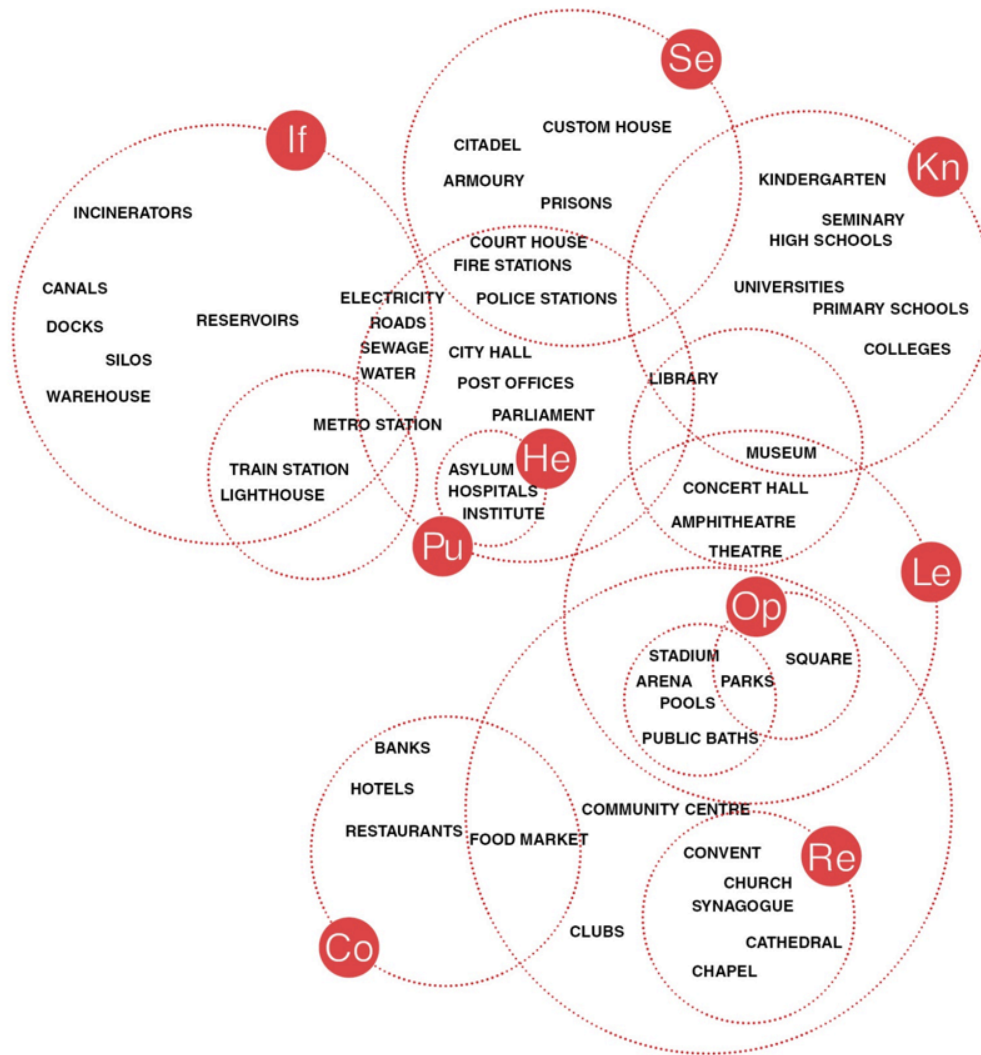 Se
CUSTOM HOUSE
CITADEL
ARMOURY
PRISONS
If
INCINERATORS
CANALS
DOCKS
RESERVOIRS
SILOS
WAREHOUSE
Kn
KINDERGARTEN
SEMINARY
HIGH SCHOOLS
UNIVERSITIES
PRIMARY SCHOOLS
COLLEGES
COURT HOUSE
FIRE STATIONS
POLICE STATIONS
ELECTRICITY
ROADS
SEWAGE
WATER
CITY HALL
POST OFFICES
PARLIAMENT
METRO STATION
TRAIN STATION
LIGHTHOUSE
He
ASYLUM
HOSPITALS
INSTITUTE
Pu
LIBRARY
MUSEUM
CONCERT HALL
AMPHITHEATRE
THEATRE
Le
Op
STADIUM
SQUARE
ARENA
PARKS
POOLS
PUBLIC BATHS
BANKS
HOTELS
RESTAURANTS
FOOD MARKET
Co
COMMUNITY CENTRE
CLUBS
Re
CONVENT
CHURCH
SYNAGOGUE
CATHEDRAL
CHAPEL